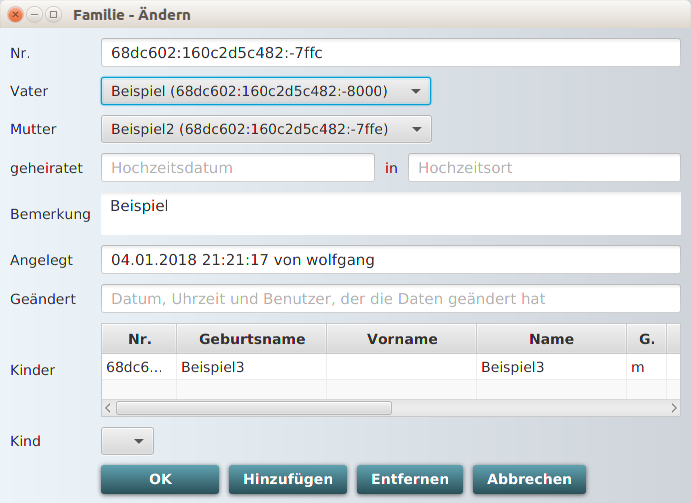 Familie - Ändern
Nr. 68dc602:160c2d5c482:-7ffc
Vater Beispiel (68dc602:160c2d5c482:-8000)
Mutter Beispiel2 (68dc602:160c2d5c482:-7ffe)
geheiratet Hochzeitsdatum in Hochzeitsort
Bemerkung Beispiel
Angelegt 04.01.2018 21:21:17 von wolfgang
Geändert Datum, Uhrzeit und Benutzer, der die Daten geändert hat
Nr. Geburtsname Vorname Name G.
Kinder 68dc6... Beispiel3 Beispiel3 m
Kind
OK Hinzufügen Entfernen Abbrechen